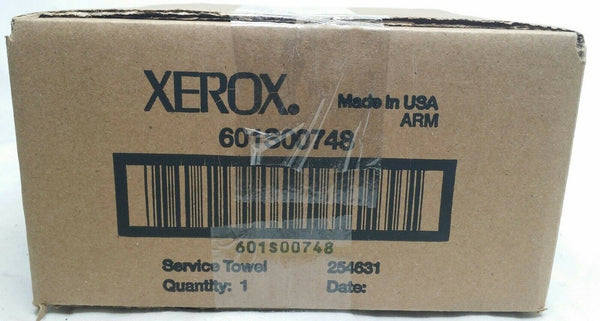 XEROX.
Made in USA
ARM
601S00748
601S00748
Service Towel 254631
Quantity: 1 Date: